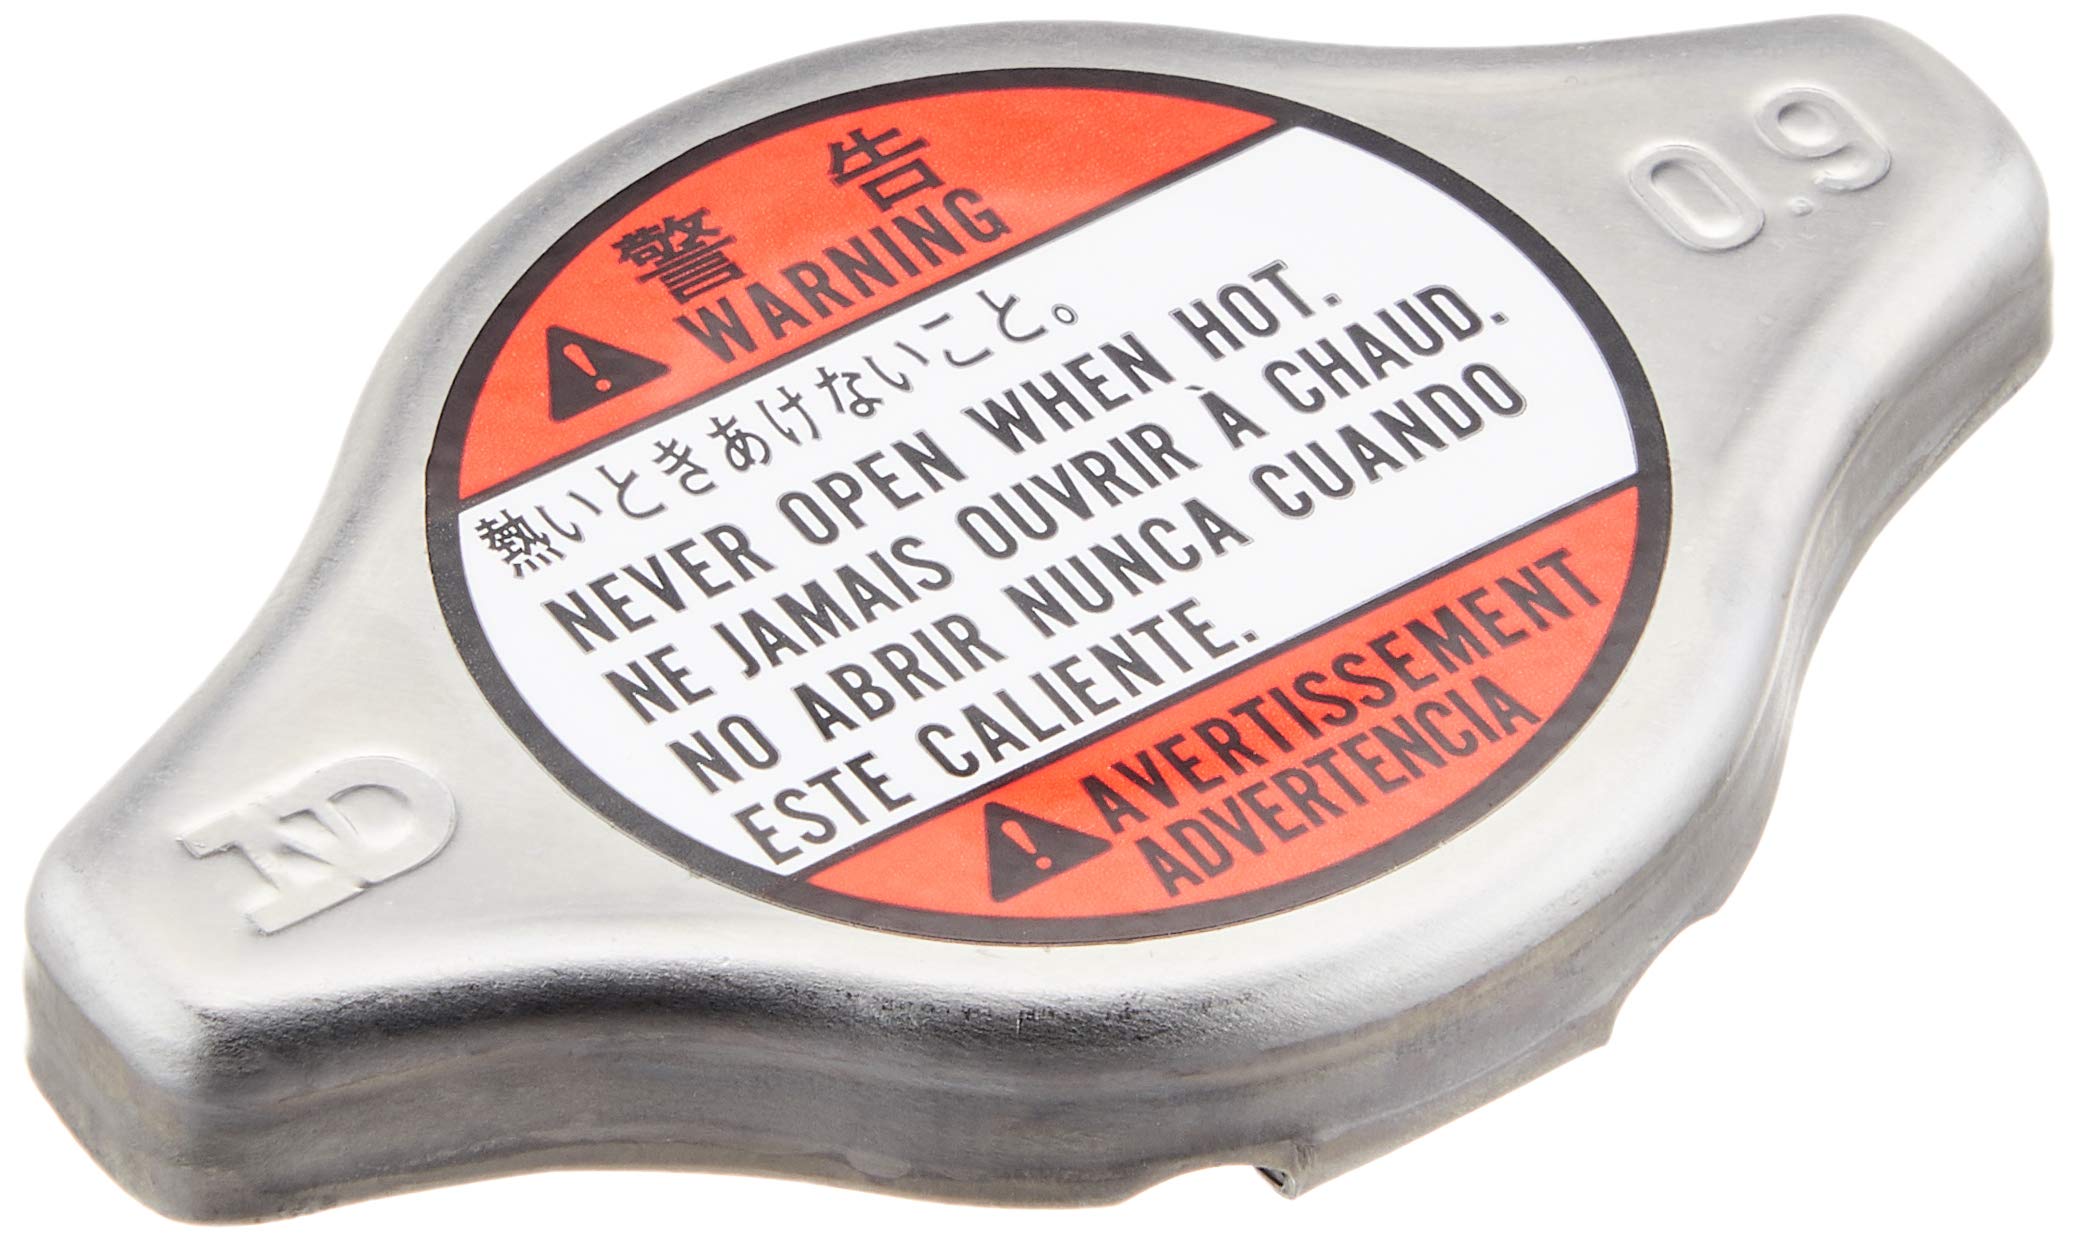 警 告
WARNING
熱いときあけないこと。
NEVER OPEN WHEN HOT.
NE JAMAIS OUVRIR À CHAUD.
NO ABRIR NUNCA CUANDO
ESTE CALIENTE.
AVERTISSEMENT
ADVERTENCIA
0.9